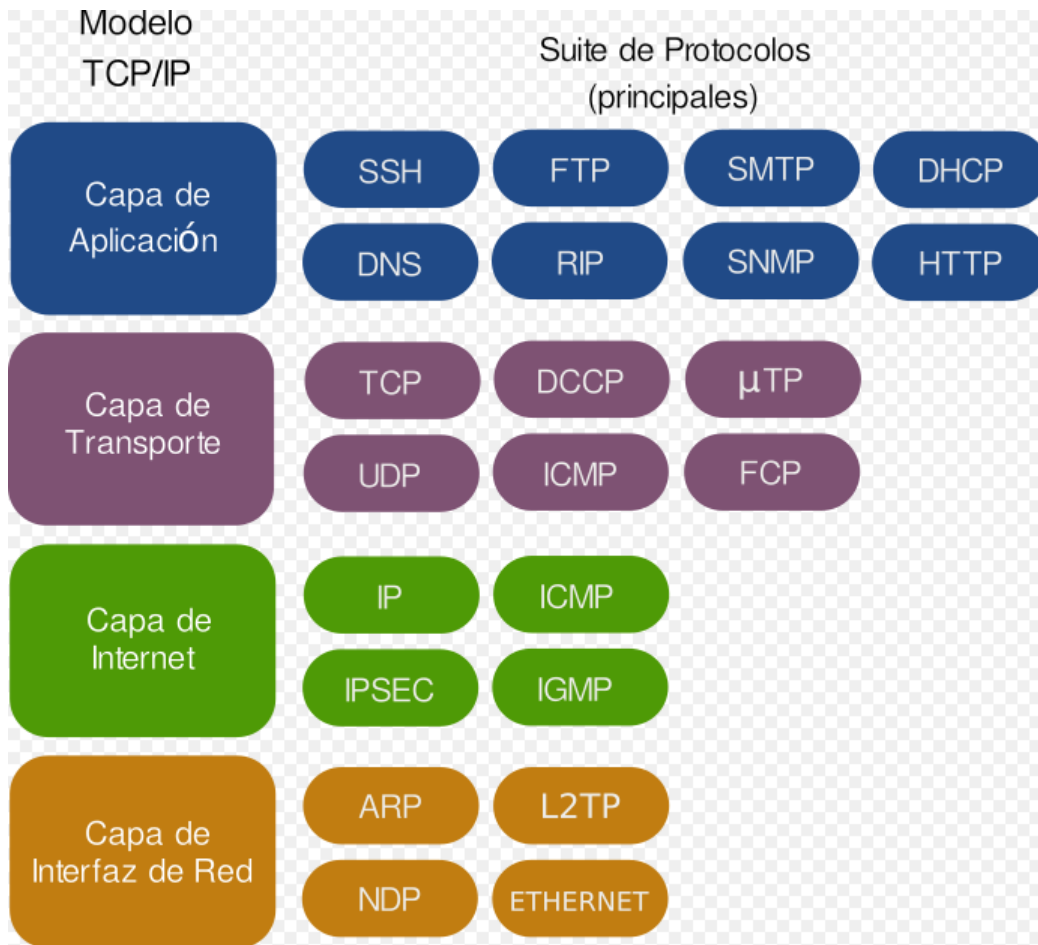 Modelo
TCP/IP
Suite de Protocolos
(principales)
Capa de
Aplicación
SSH FTP SMTP DHCP
DNS RIP SNMP HTTP
Capa de
Transporte
TCP DCCP μTP
UDP ICMP FCP
Capa de
Internet
IP ICMP
IPSEC IGMP
Capa de
Interfaz de Red
ARP L2TP
NDP ETHERNET